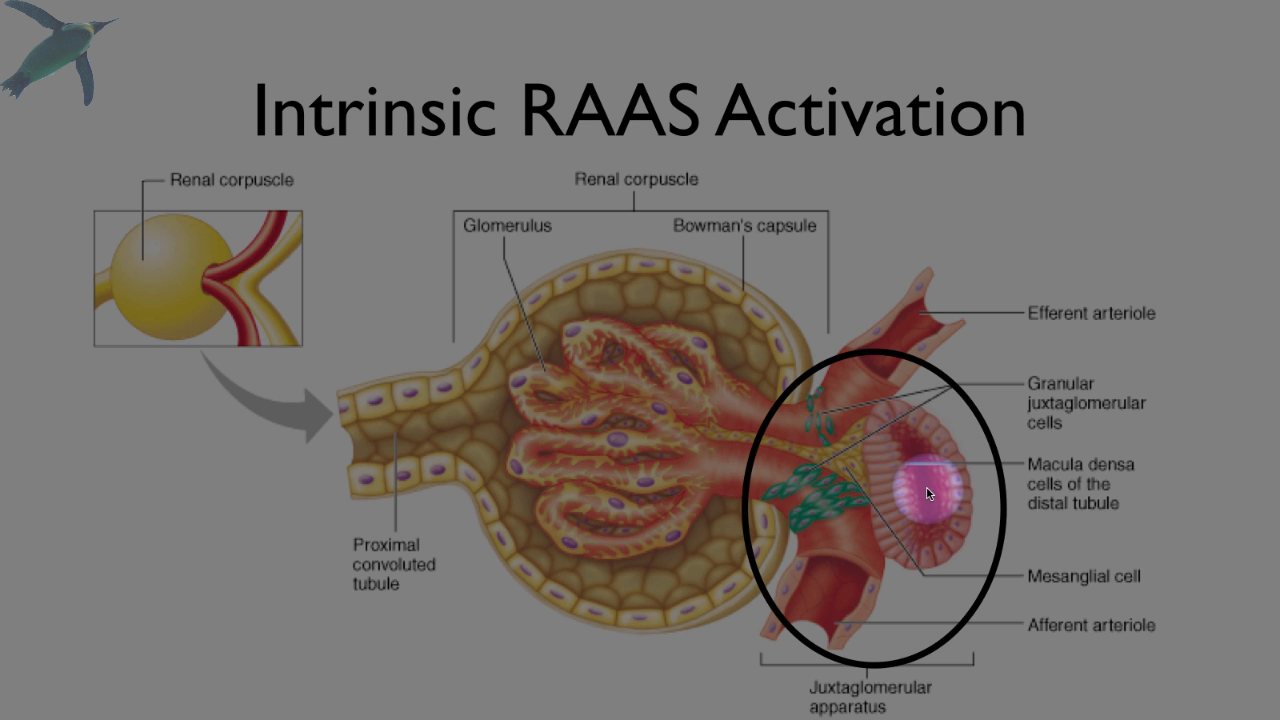 Intrinsic RAAS Activation
Renal corpuscle
Renal corpuscle
Glomerulus
Bowman's capsule
Efferent arteriole
Granular
juxtaglomerular
cells
Macula densa
cells of the
distal tubule
Proximal
convoluted
tubule
Mesanglial cell
Afferent arteriole
Juxtaglomerular
apparatus